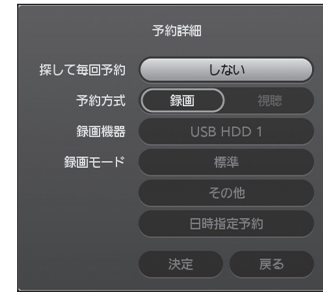 予約詳細
探して毎回予約 しない
予約方式 録画 視聴
録画機器 USB HDD 1
録画モード 標準
その他
日時指定予約
決定 戻る